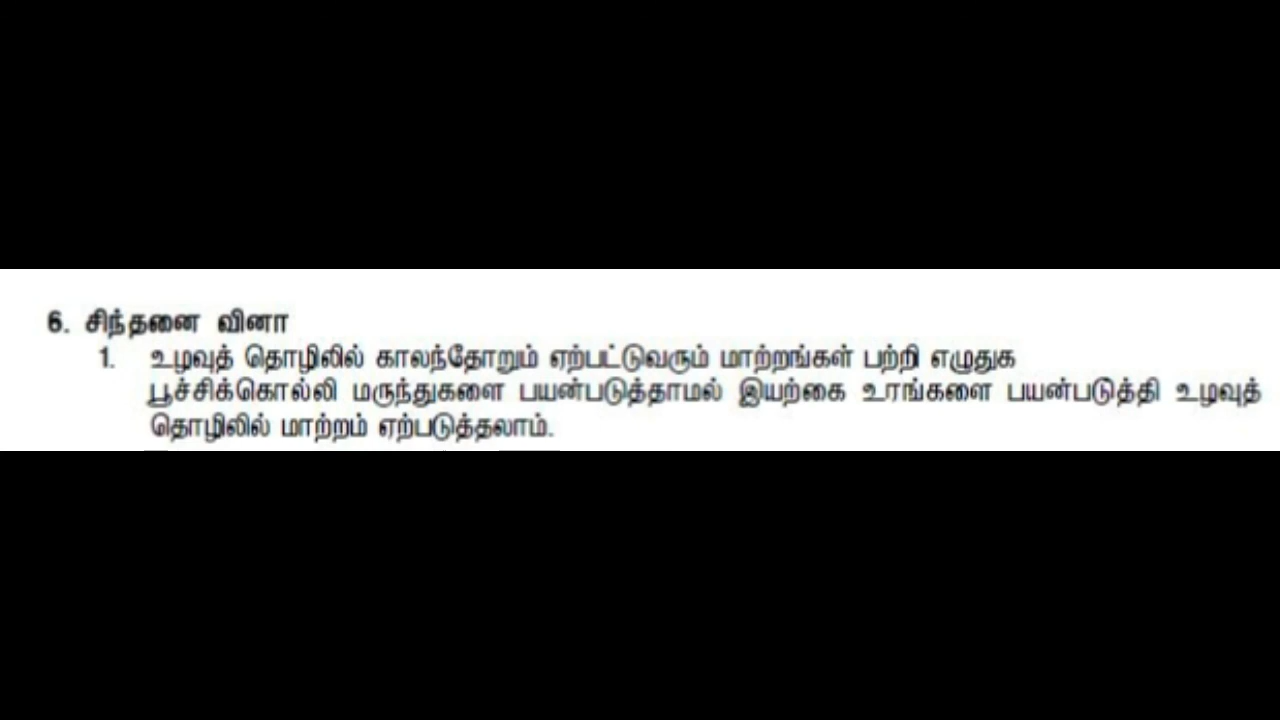 6. சிந்தனை வினா
1. உழவுத் தொழிலில் காலந்தோறும் ஏற்பட்டுவரும் மாற்றங்கள் பற்றி எழுதுக
பூச்சிக்கொல்லி மருந்துகளை பயன்படுத்தாமல் இயற்கை உரங்களை பயன்படுத்தி உழவுத்
தொழிலில் மாற்றம் ஏற்படுத்தலாம்.